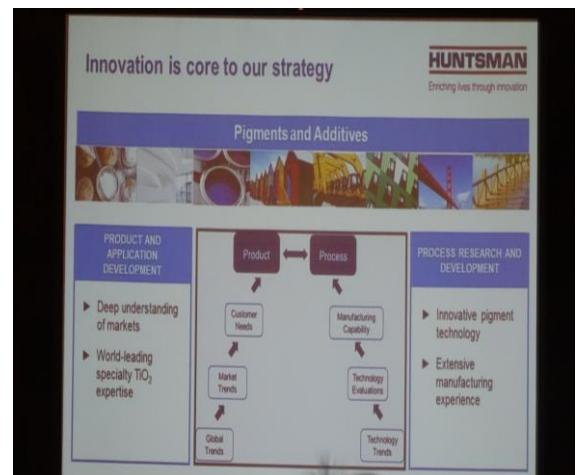 Innovation is core to our strategy
HUNTSMAN
Enriching lives through innovation
Pigments and Additives
PRODUCT AND
APPLICATION
DEVELOPMENT
► Deep understanding
of markets
► World-leading
specialty TiO₂
expertise
Product
Process
Customer
Needs
Manufacturing
Capability
Market
Trends
Technology
Evaluations
Global
Trends
Technology
Trends
PROCESS RESEARCH AND
DEVELOPMENT
► Innovative pigment
technology
► Extensive
manufacturing
experience